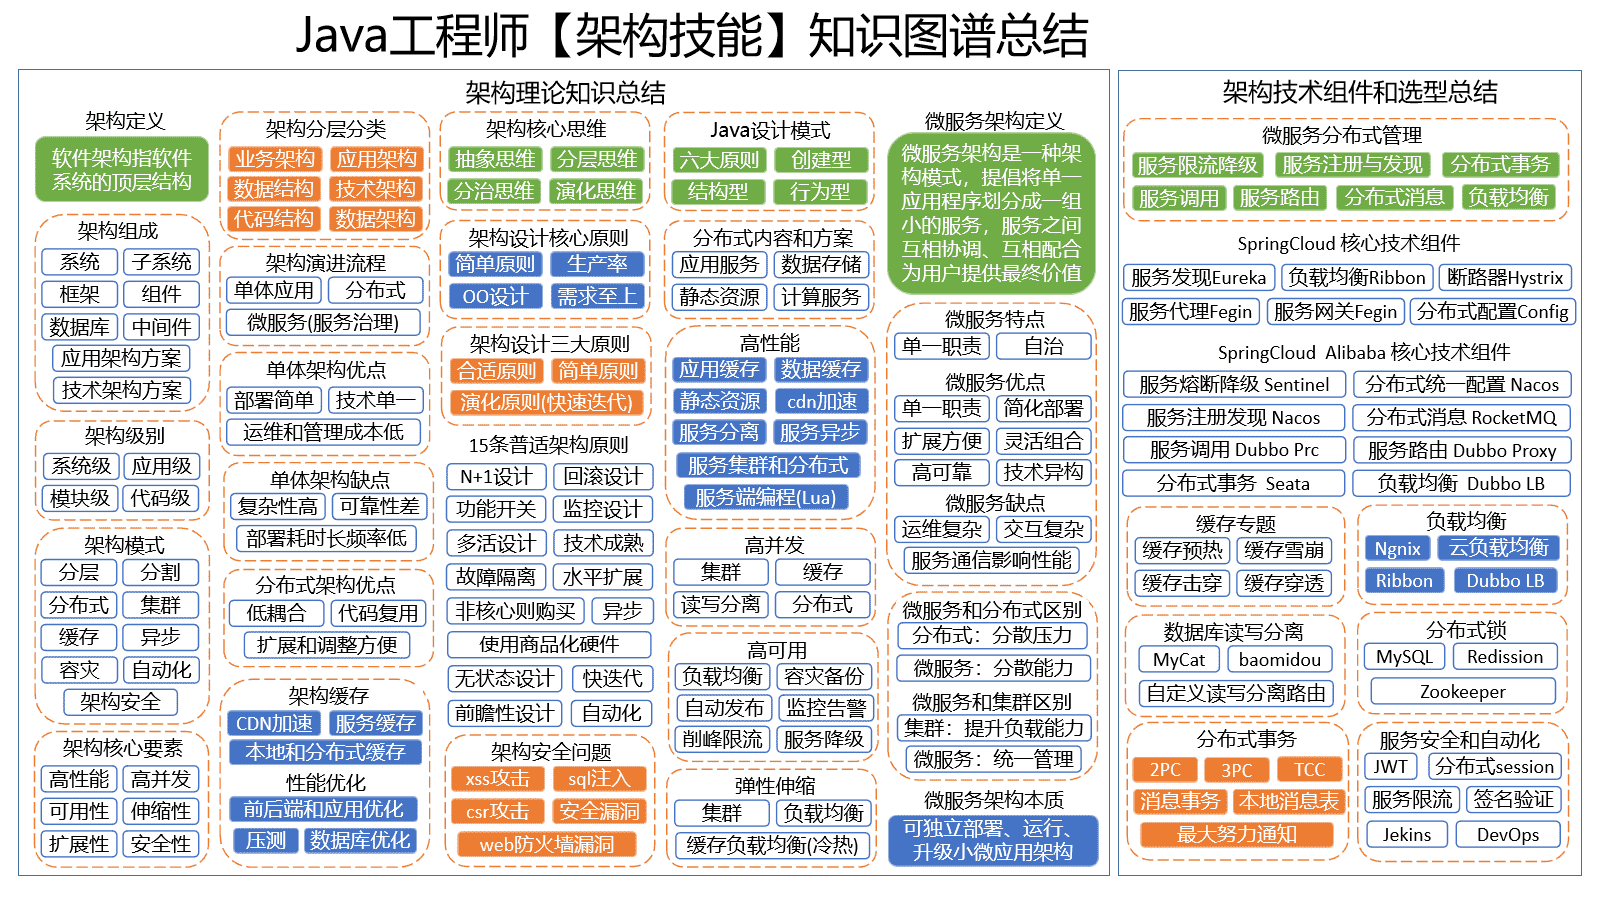 Java工程师【架构技能】知识图谱总结
架构理论知识总结
架构定义
软件架构指软件
系统的顶层结构
架构组成
系统 子系统
框架 组件
数据库 中间件
应用架构方案
技术架构方案
架构级别
系统级 应用级
模块级 代码级
架构模式
分层 分割
分布式 集群
缓存 异步
容灾 自动化
架构安全
架构核心要素
高性能 高并发
可用性 伸缩性
扩展性 安全性
架构分层分类
业务架构 应用架构
数据结构 技术架构
代码结构 数据架构
架构演进流程
单体应用 分布式
微服务(服务治理)
单体架构优点
部署简单 技术单一
运维和管理成本低
单体架构缺点
复杂性高 可靠性差
部署耗时长频率低
分布式架构优点
低耦合 代码复用
扩展和调整方便
架构缓存
CDN加速 服务缓存
本地和分布式缓存
性能优化
前后端和应用优化
压测 数据库优化
架构核心思维
抽象思维 分层思维
分治思维 演化思维
架构设计核心原则
简单原则 生产率
OO设计 需求至上
架构设计三大原则
合适原则 简单原则
演化原则(快速迭代)
15条普适架构原则
N+1设计 回滚设计
功能开关 监控设计
多活设计 技术成熟
故障隔离 水平扩展
非核心则购买 异步
使用商品化硬件
无状态设计 快迭代
前瞻性设计 自动化
架构安全问题
xss攻击 sql注入
csr攻击 安全漏洞
web防火墙漏洞
Java设计模式
六大原则 创建型
结构型 行为型
分布式内容和方案
应用服务 数据存储
静态资源 计算服务
高性能
应用缓存 数据缓存
静态资源 cdn加速
服务分离 服务异步
服务集群和分布式
服务端编程(Lua)
高并发
集群 缓存
读写分离 分布式
高可用
负载均衡 容灾备份
自动发布 监控告警
削峰限流 服务降级
弹性伸缩
集群 负载均衡
缓存负载均衡(冷热)
微服务架构定义
微服务架构是一种架
构模式，提倡将单一
应用程序划分成一组
小的服务，服务之间
互相协调、互相配合
为用户提供最终价值
微服务特点
单一职责 自治
微服务优点
单一职责 简化部署
扩展方便 灵活组合
高可靠 技术异构
微服务缺点
运维复杂 交互复杂
服务通信影响性能
微服务和分布式区别
分布式：分散压力
微服务：分散能力
微服务和集群区别
集群：提升负载能力
微服务：统一管理
微服务架构本质
可独立部署、运行、
升级小微应用架构
架构技术组件和选型总结
微服务分布式管理
服务限流降级 服务注册与发现 分布式事务
服务调用 服务路由 分布式消息 负载均衡
SpringCloud 核心技术组件
服务发现Eureka 负载均衡Ribbon 断路器Hystrix
服务代理Fegin 服务网关Fegin 分布式配置Config
SpringCloud Alibaba 核心技术组件
服务熔断降级 Sentinel 分布式统一配置 Nacos
服务注册发现 Nacos 分布式消息 RocketMQ
服务调用 Dubbo Prc 服务路由 Dubbo Proxy
分布式事务 Seata 负载均衡 Dubbo LB
缓存专题
缓存预热 缓存雪崩
缓存击穿 缓存穿透
负载均衡
Ngnix 云负载均衡
Ribbon Dubbo LB
数据库读写分离
MyCat baomidou
自定义读写分离路由
分布式锁
MySQL Redission
Zookeeper
分布式事务
2PC 3PC TCC
消息事务 本地消息表
最大努力通知
服务安全和自动化
JWT 分布式session
服务限流 签名验证
Jekins DevOps